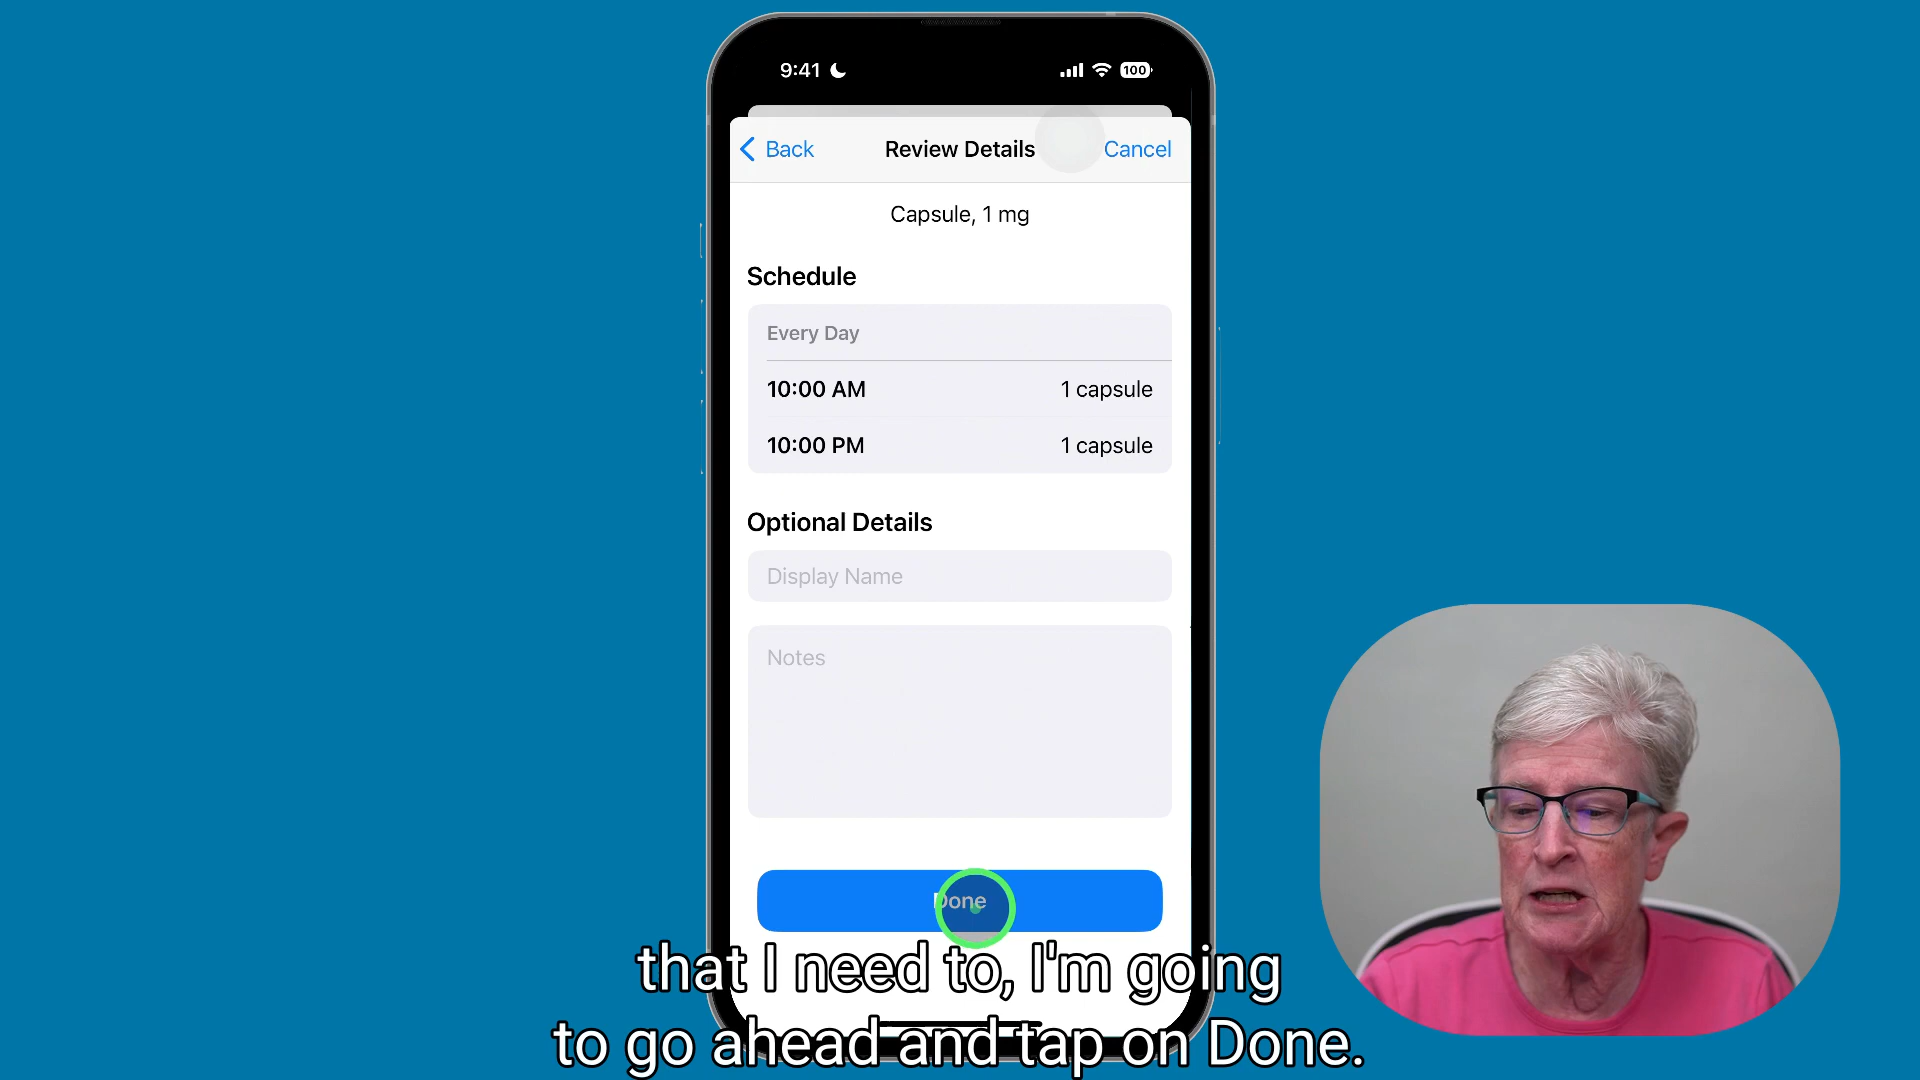 9:41
100
Back
Review Details
Cancel
Capsule, 1 mg
Schedule
Every Day
10:00 AM 1 capsule
10:00 PM 1 capsule
Optional Details
Display Name
Notes
Done
that I need to, I'm going
to go ahead and tap on Done.